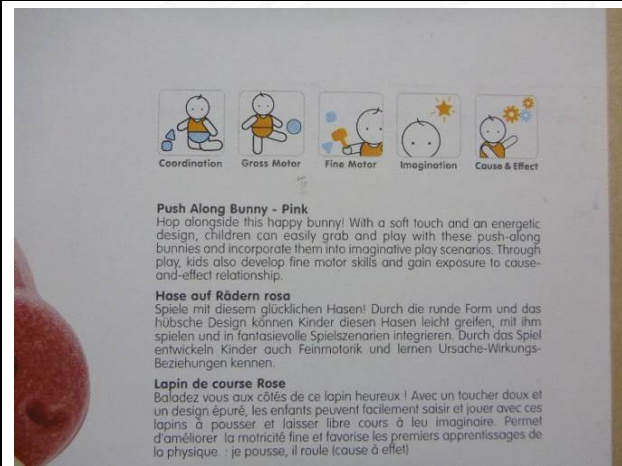 Coordination Gross Motor Fine Motor Imagination Cause & Effect
Push Along Bunny - Pink
Hop alongside this happy bunny! With a soft touch and an energetic
design, children can easily grab and play with these push-along
bunnies and incorporate them into imaginative play scenarios. Through
play, kids also develop fine motor skills and gain exposure to cause-
and-effect relationship.
Hase auf Rädern rosa
Spiele mit diesem glücklichen Hasen! Durch die runde Form und das
hübsche Design können Kinder diesen Hasen leicht greifen, mit ihm
spielen und in fantasievolle Spielszenarien integrieren. Durch das Spiel
entwickeln Kinder auch Feinmotorik und lernen Ursache-Wirkungs-
Beziehungen kennen.
Lapin de course Rose
Baladez vous aux côtés de ce lapin heureux ! Avec un toucher doux et
un design épuré, les enfants peuvent facilement saisir et jouer avec ces
lapins à pousser et laisser libre cours à leu imaginaire. Permet
d'améliorer la motricité fine et favorise les premiers apprentissages de
la physique. : je pousse, il roule (cause à effet)